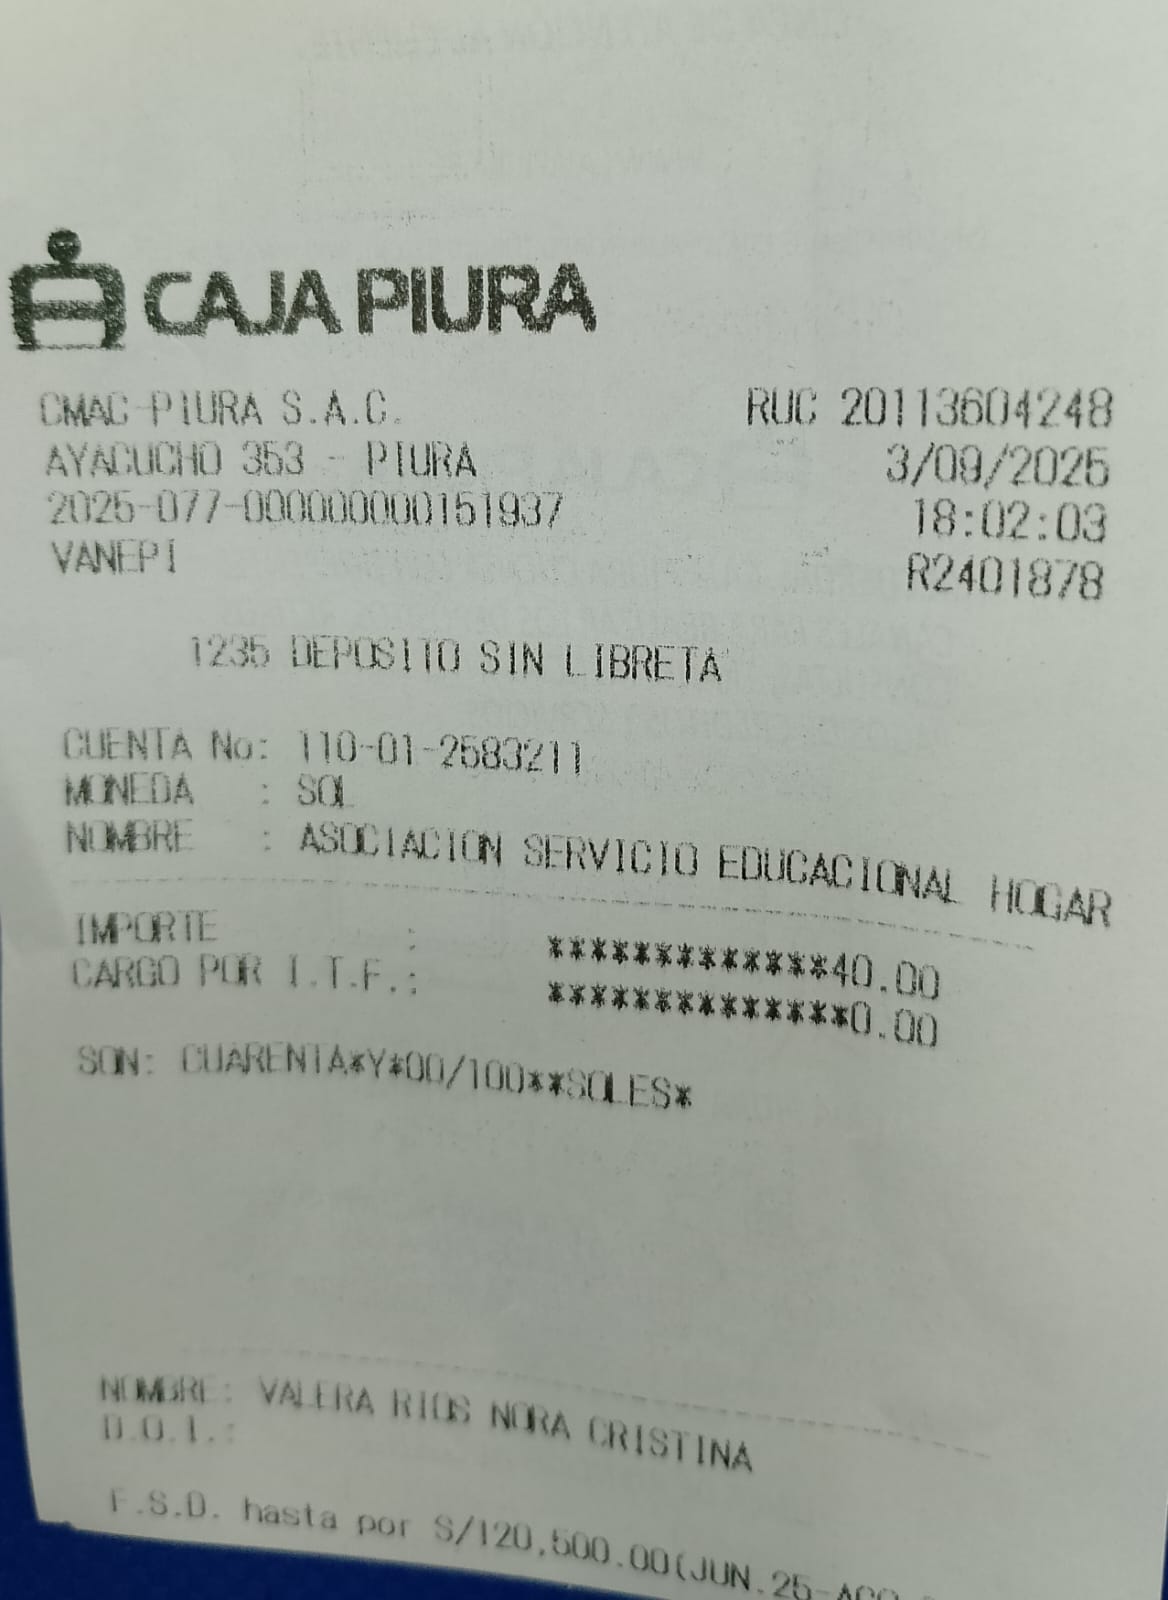 CAJA PIURA
CMAC-PIURA S.A.C. RUC 20113604248
AYACUCHO 353 - PIURA 3/09/2025
2025-077-000000000151937 18:02:03
VANEPI R2401878
1235 DEPOSITO SIN LIBRETA
CUENTA No: 110-01-2583211
MONEDA : SOL
NOMBRE : ASOCIACION SERVICIO EDUCACIONAL HOGAR
IMPORTE : *************40.00
CARGO POR I.T.F.: **************0.00
SON: CUARENTA*Y*00/100**SOLES*
NOMBRE: VALERA RIOS NORA CRISTINA
D.O.I.:
F.S.D. hasta por S/120,500.00(JUN.25-AGO